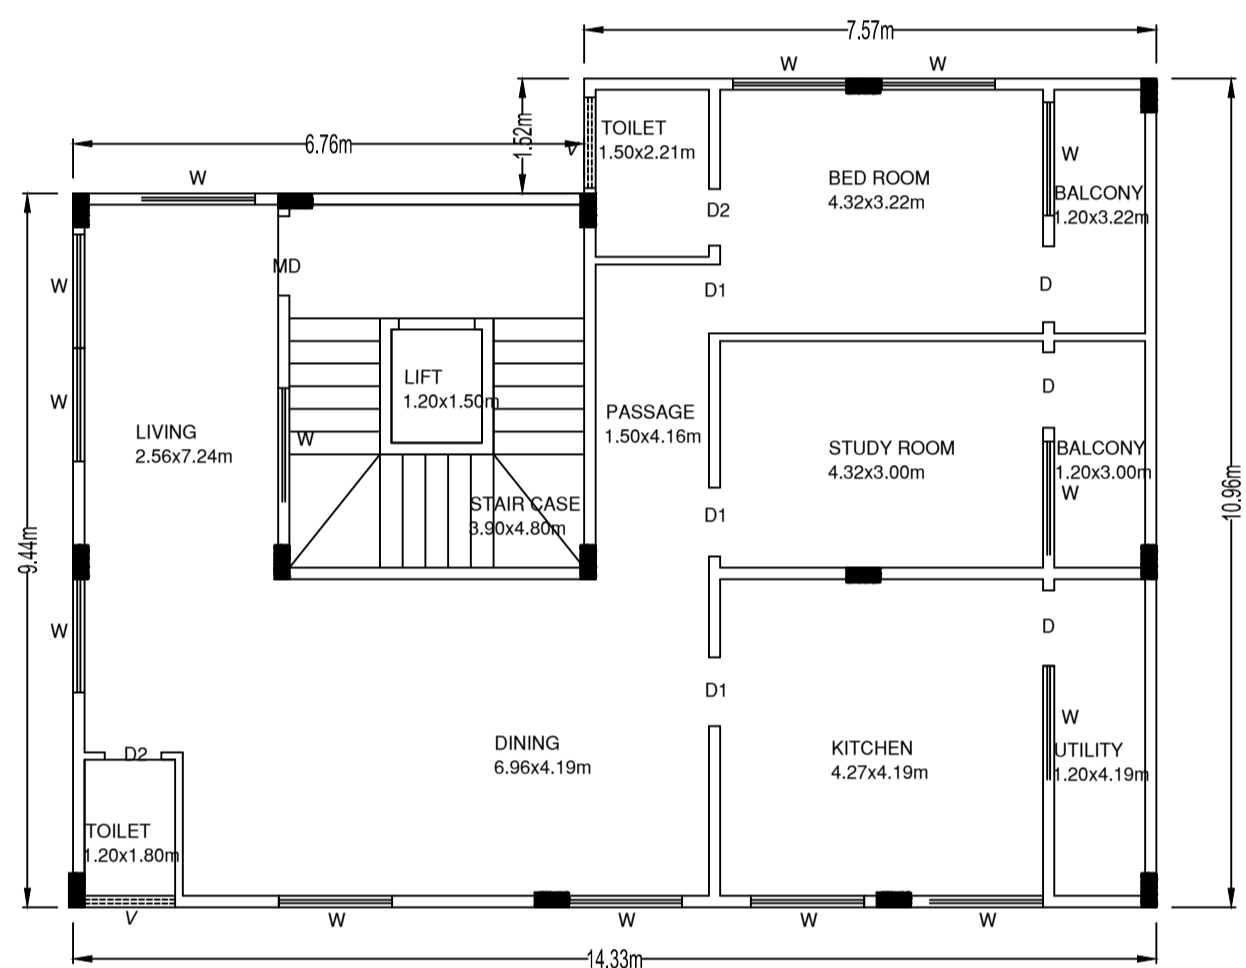 7.57m
W
W
1.52m
6.76m
TOILET
1.50x2.21m
V
W
BED ROOM
4.32x3.22m
W
BALCONY
1.20x3.22m
D2
MD
D1
D
W
LIFT
1.20x1.50m
D
W
LIVING
2.56x7.24m
W
PASSAGE
1.50x4.16m
STUDY ROOM
4.32x3.00m
BALCONY
1.20x3.00m
W
10.96m
STAIR CASE
3.90x4.80m
D1
9.44m
W
D
D1
W
DINING
6.96x4.19m
KITCHEN
4.27x4.19m
UTILITY
1.20x4.19m
D2
TOILET
1.20x1.80m
V
W
W
W
W
14.33m